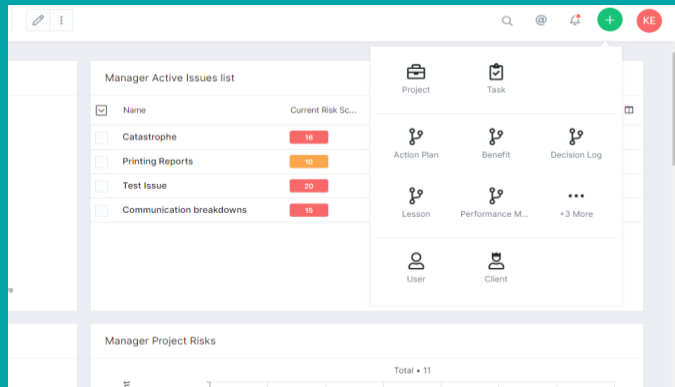 @
KE
Manager Active Issues list
Name Current Risk Sc...
Catastrophe 16
Printing Reports 10
Test Issue 20
Communication breakdowns 15
Project Task
Action Plan Benefit Decision Log
Lesson Performance M... +3 More
User Client
Manager Project Risks
Total • 11